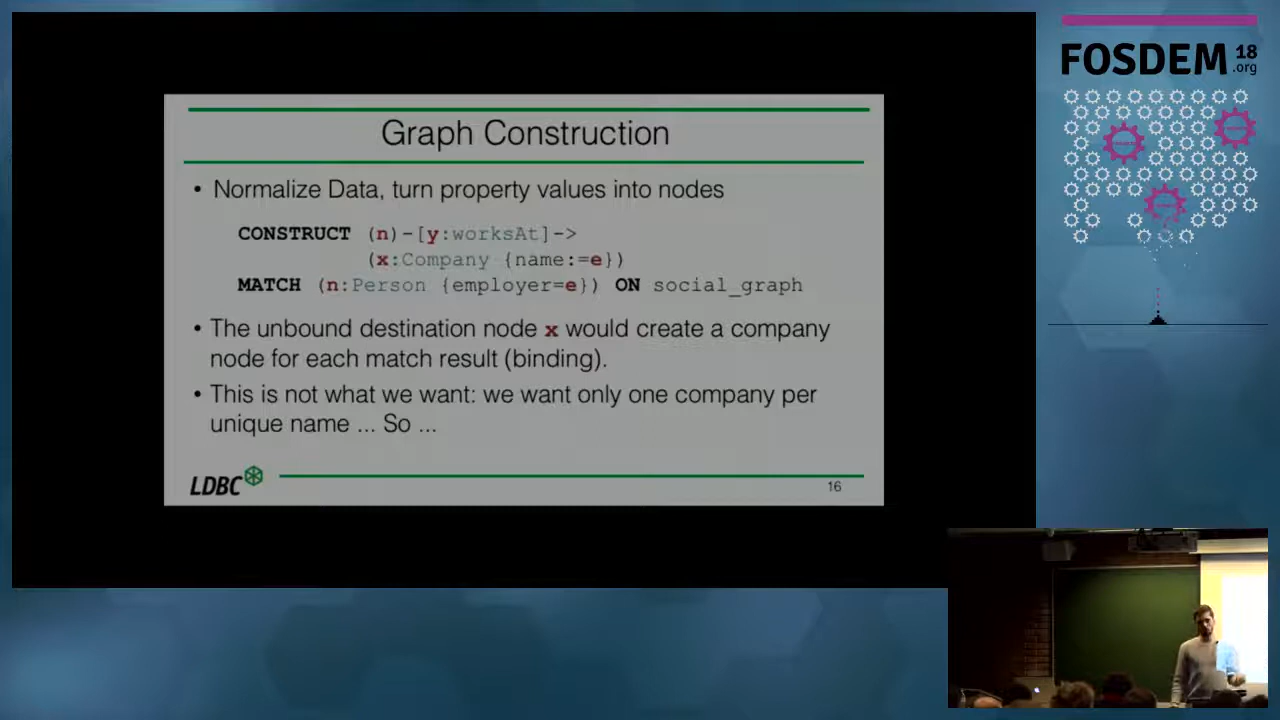 Graph Construction
• Normalize Data, turn property values into nodes
CONSTRUCT (n)-[y:worksAt]->
(x:Company {name:=e})
MATCH (n:Person {employer=e}) ON social_graph
• The unbound destination node x would create a company
node for each match result (binding).
• This is not what we want: we want only one company per
unique name ... So ...
LDBC
16
FOSDEM 18
.org